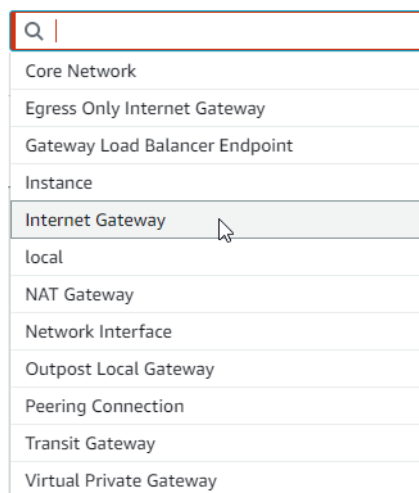 Core Network
Egress Only Internet Gateway
Gateway Load Balancer Endpoint
Instance
Internet Gateway
local
NAT Gateway
Network Interface
Outpost Local Gateway
Peering Connection
Transit Gateway
Virtual Private Gateway